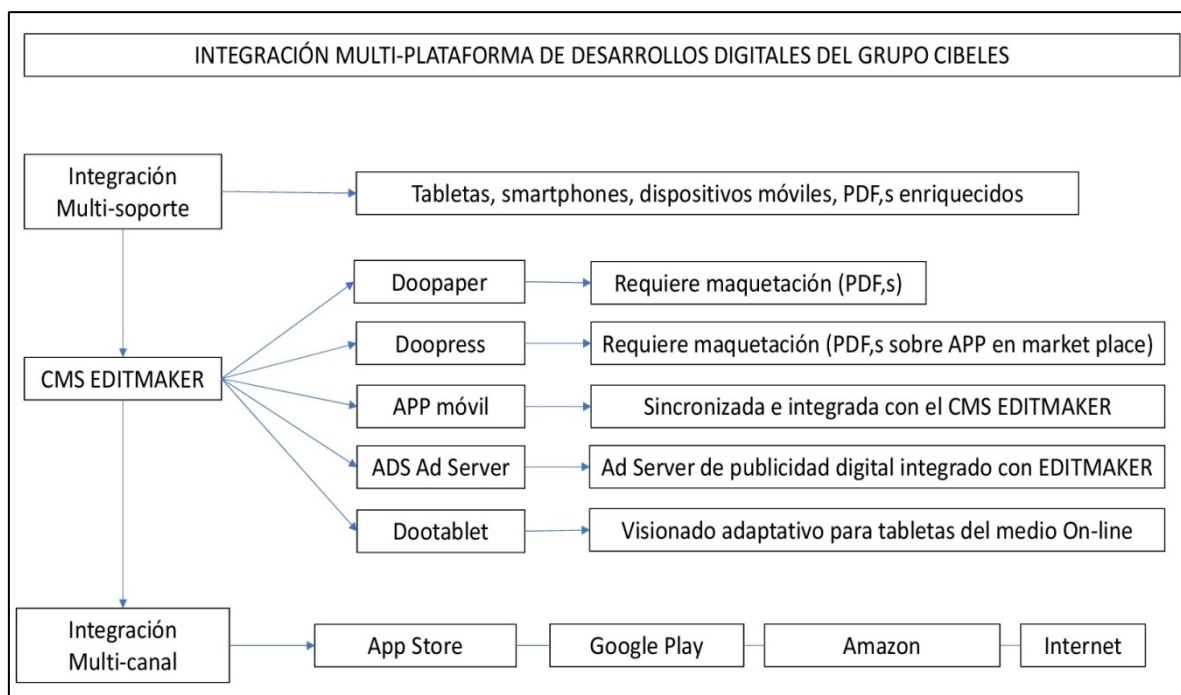 INTEGRACIÓN MULTI-PLATAFORMA DE DESARROLLOS DIGITALES DEL GRUPO CIBELES
Integración
Multi-soporte
Tabletas, smartphones, dispositivos móviles, PDF,s enriquecidos
CMS EDITMAKER
Doopaper
Requiere maquetación (PDF,s)
Doopress
Requiere maquetación (PDF,s sobre APP en market place)
APP móvil
Sincronizada e integrada con el CMS EDITMAKER
ADS Ad Server
Ad Server de publicidad digital integrado con EDITMAKER
Dootablet
Visionado adaptativo para tabletas del medio On-line
Integración
Multi-canal
App Store
Google Play
Amazon
Internet